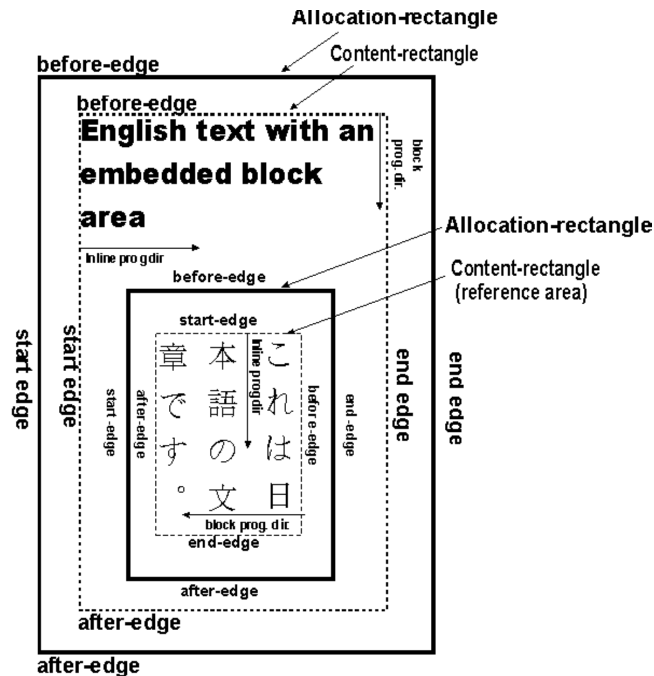 Allocation-rectangle
Content-rectangle
before-edge
before-edge
English text with an
embedded block
area
block
prog. dir.
Inline prog dir
Allocation-rectangle
Content-rectangle
(reference area)
before-edge
start-edge
これは日
本語の文
章です。
Inline prog dir
start edge
start edge
start-edge
after-edge
before-edge
end-edge
end edge
end edge
block prog. dir.
end-edge
after-edge
after-edge
after-edge